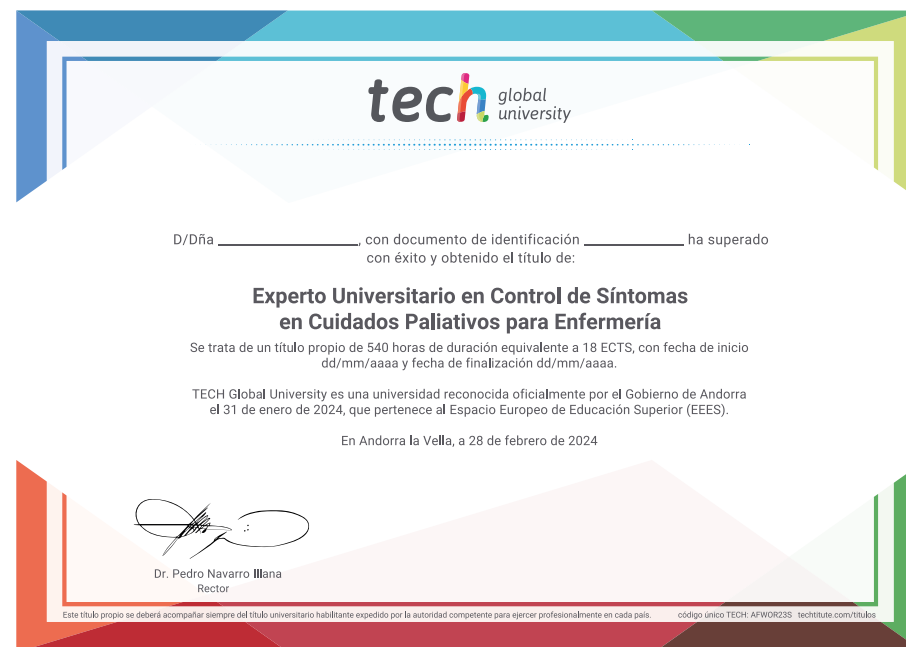 tech global university
D/Dña ____________________, con documento de identificación ______________ ha superado
con éxito y obtenido el título de:
Experto Universitario en Control de Síntomas
en Cuidados Paliativos para Enfermería
Se trata de un título propio de 540 horas de duración equivalente a 18 ECTS, con fecha de inicio
dd/mm/aaaa y fecha de finalización dd/mm/aaaa.
TECH Global University es una universidad reconocida oficialmente por el Gobierno de Andorra
el 31 de enero de 2024, que pertenece al Espacio Europeo de Educación Superior (EEES).
En Andorra la Vella, a 28 de febrero de 2024
Dr. Pedro Navarro Illana
Rector
Este título propio se deberá acompañar siempre del título universitario habilitante expedido por la autoridad competente para ejercer profesionalmente en cada país. código único TECH: AFWOR23S techtitute.com/titulos